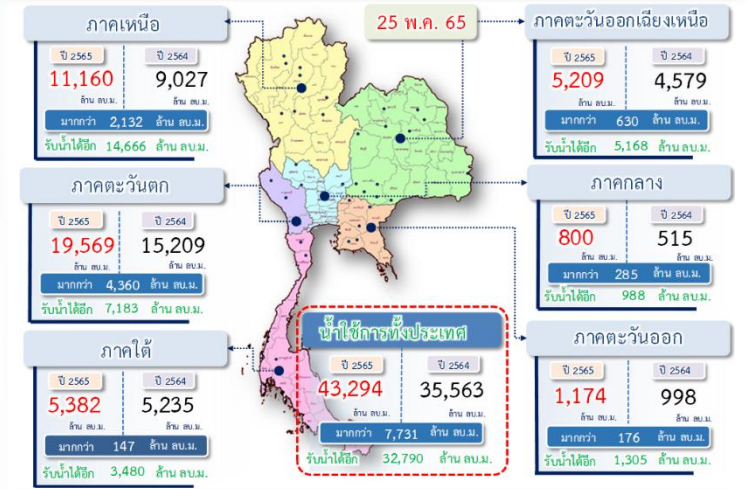 ภาคเหนือ
ปี 2565 ปี 2564
11,160 9,027
ล้าน ลบ.ม. ล้าน ลบ.ม.
มากกว่า 2,132 ล้าน ลบ.ม.
รับน้ำได้อีก 14,666 ล้าน ลบ.ม.
25 พ.ค. 65
ภาคตะวันออกเฉียงเหนือ
ปี 2565 ปี 2564
5,209 4,579
ล้าน ลบ.ม. ล้าน ลบ.ม.
มากกว่า 630 ล้าน ลบ.ม.
รับน้ำได้อีก 5,168 ล้าน ลบ.ม.
ภาคตะวันตก
ปี 2565 ปี 2564
19,569 15,209
ล้าน ลบ.ม. ล้าน ลบ.ม.
มากกว่า 4,360 ล้าน ลบ.ม.
รับน้ำได้อีก 7,183 ล้าน ลบ.ม.
ภาคกลาง
ปี 2565 ปี 2564
800 515
ล้าน ลบ.ม. ล้าน ลบ.ม.
มากกว่า 285 ล้าน ลบ.ม.
รับน้ำได้อีก 988 ล้าน ลบ.ม.
ภาคใต้
ปี 2565 ปี 2564
5,382 5,235
ล้าน ลบ.ม. ล้าน ลบ.ม.
มากกว่า 147 ล้าน ลบ.ม.
รับน้ำได้อีก 3,480 ล้าน ลบ.ม.
น้ำใช้การทั้งประเทศ
ปี 2565 ปี 2564
43,294 35,563
ล้าน ลบ.ม. ล้าน ลบ.ม.
มากกว่า 7,731 ล้าน ลบ.ม.
รับน้ำได้อีก 32,790 ล้าน ลบ.ม.
ภาคตะวันออก
ปี 2565 ปี 2564
1,174 998
ล้าน ลบ.ม. ล้าน ลบ.ม.
มากกว่า 176 ล้าน ลบ.ม.
รับน้ำได้อีก 1,305 ล้าน ลบ.ม.